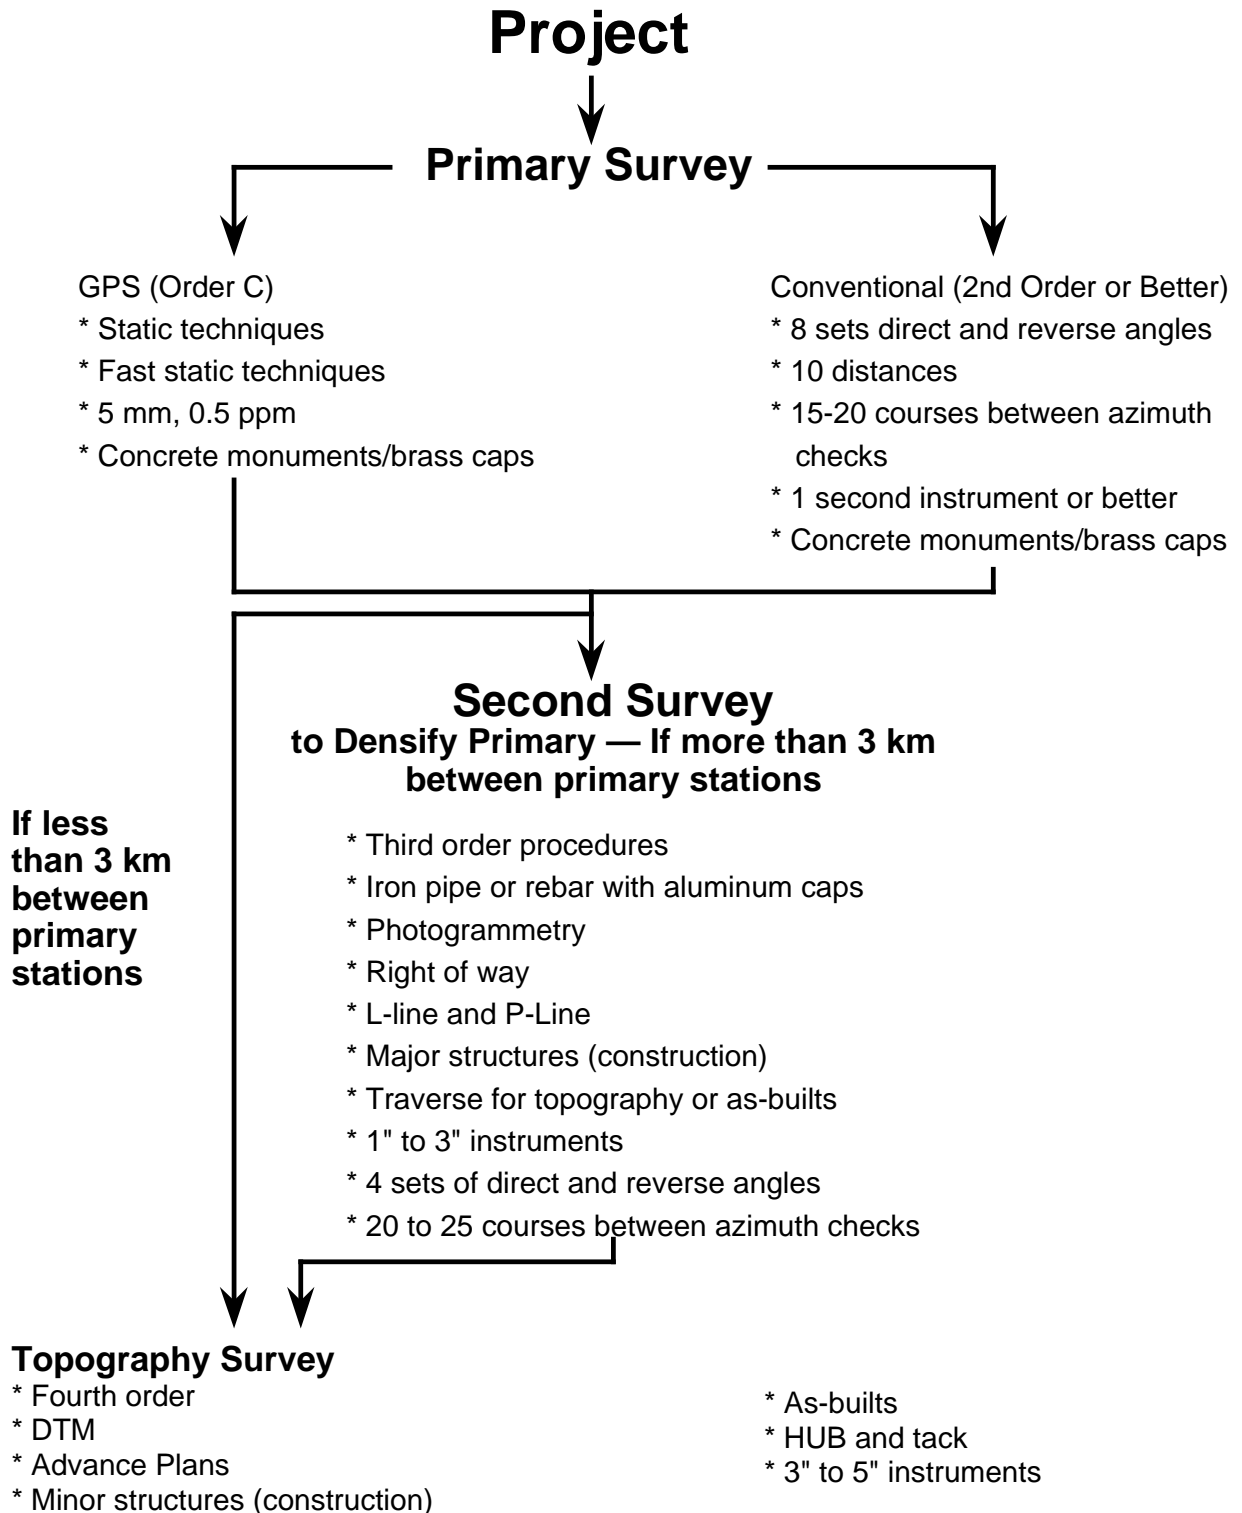 Project
Primary Survey
GPS (Order C)
* Static techniques
* Fast static techniques
* 5 mm, 0.5 ppm
* Concrete monuments/brass caps
Conventional (2nd Order or Better)
* 8 sets direct and reverse angles
* 10 distances
* 15-20 courses between azimuth
checks
* 1 second instrument or better
* Concrete monuments/brass caps
Second Survey
to Densify Primary — If more than 3 km
between primary stations
If less
than 3 km
between
primary
stations
* Third order procedures
* Iron pipe or rebar with aluminum caps
* Photogrammetry
* Right of way
* L-line and P-Line
* Major structures (construction)
* Traverse for topography or as-builts
* 1" to 3" instruments
* 4 sets of direct and reverse angles
* 20 to 25 courses between azimuth checks
Topography Survey
* Fourth order
* DTM
* Advance Plans
* Minor structures (construction)
* As-builts
* HUB and tack
* 3" to 5" instruments